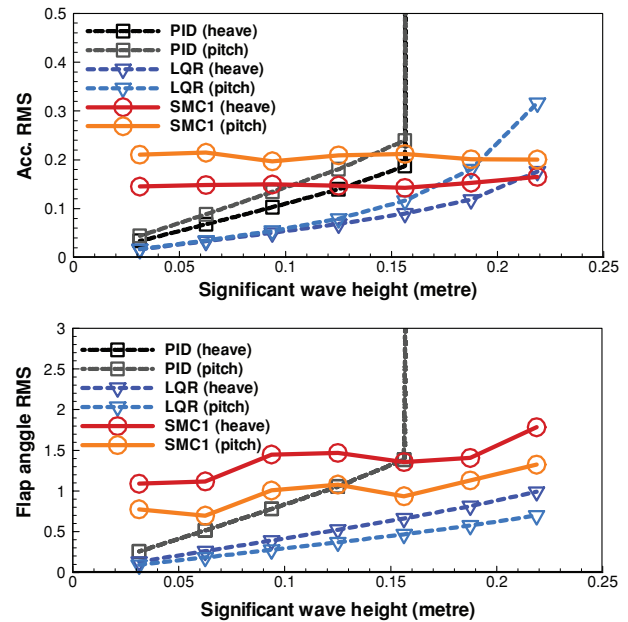 0.5
0.4
0.3
0.2
0.1
0
Acc. RMS
PID (heave)
PID (pitch)
LQR (heave)
LQR (pitch)
SMC1 (heave)
SMC1 (pitch)
0 0.05 0.1 0.15 0.2 0.25
Significant wave height (metre)
3
2.5
2
1.5
1
0.5
0
Flap anggle RMS
PID (heave)
PID (pitch)
LQR (heave)
LQR (pitch)
SMC1 (heave)
SMC1 (pitch)
0 0.05 0.1 0.15 0.2 0.25
Significant wave height (metre)